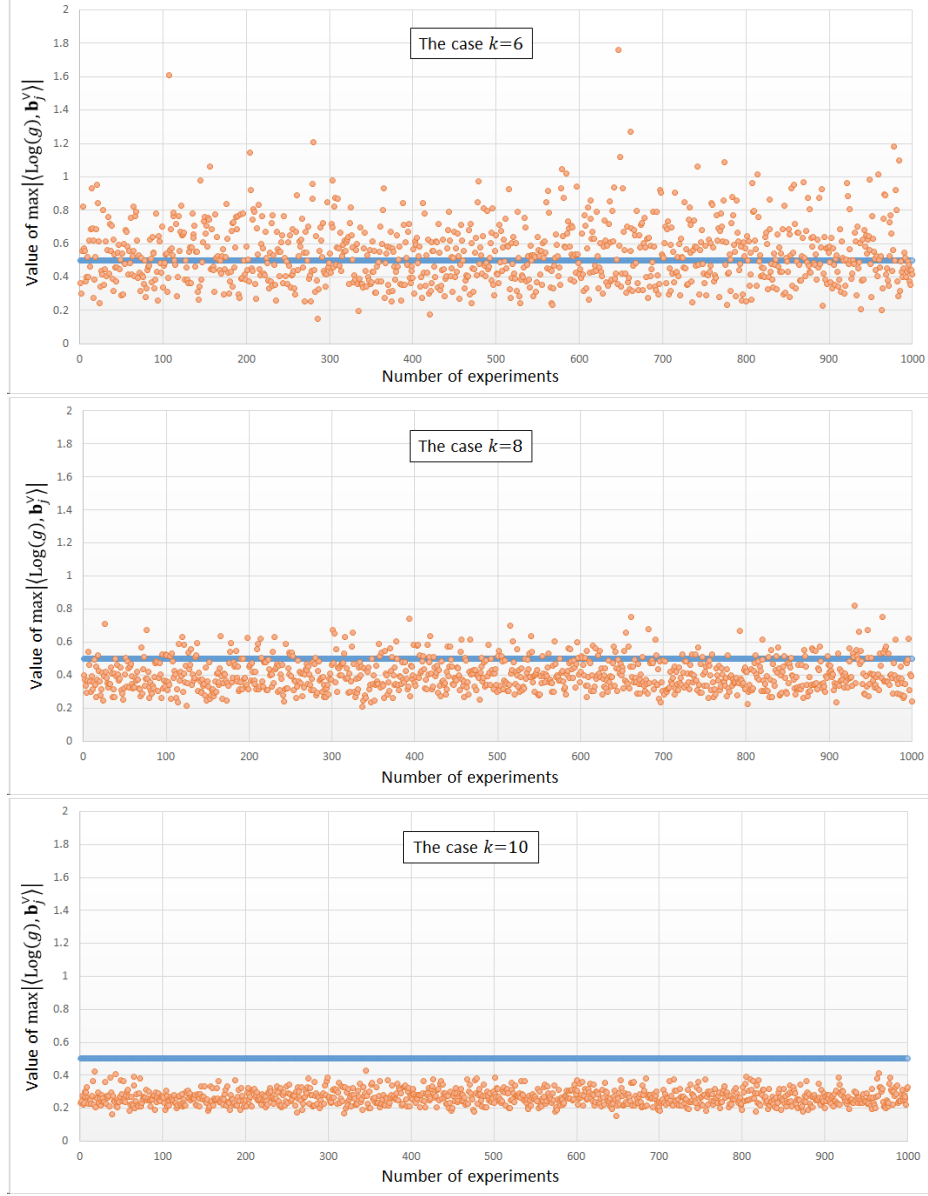 The case k=6
Value of max|⟨Log(g), b_j^∨⟩|
2
1.8
1.6
1.4
1.2
1
0.8
0.6
0.4
0.2
0
0 100 200 300 400 500 600 700 800 900 1000
Number of experiments
The case k=8
Value of max|⟨Log(g), b_j^∨⟩|
2
1.8
1.6
1.4
1.2
1
0.8
0.6
0.4
0.2
0
0 100 200 300 400 500 600 700 800 900 1000
Number of experiments
The case k=10
Value of max|⟨Log(g), b_j^∨⟩|
2
1.8
1.6
1.4
1.2
1
0.8
0.6
0.4
0.2
0
0 100 200 300 400 500 600 700 800 900 1000
Number of experiments